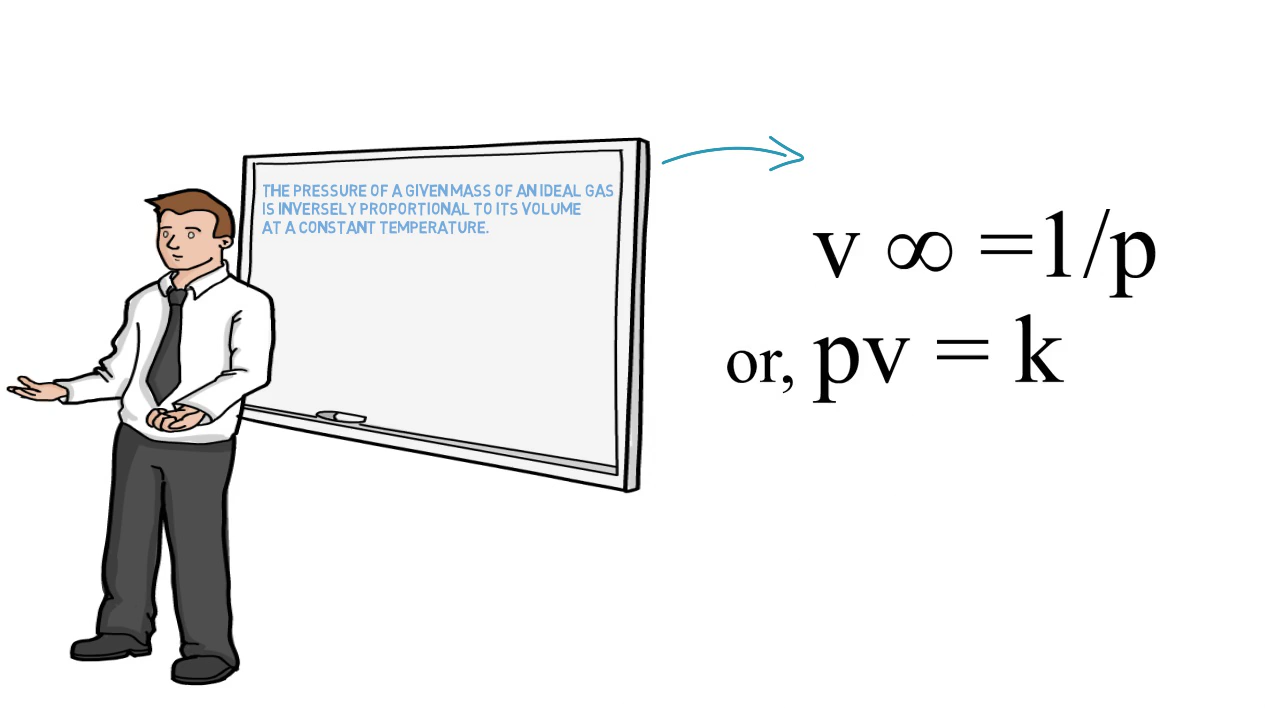 THE PRESSURE OF A GIVEN MASS OF AN IDEAL GAS
IS INVERSELY PROPORTIONAL TO ITS VOLUME
AT A CONSTANT TEMPERATURE.
v ∞ =1/p
or, pv = k